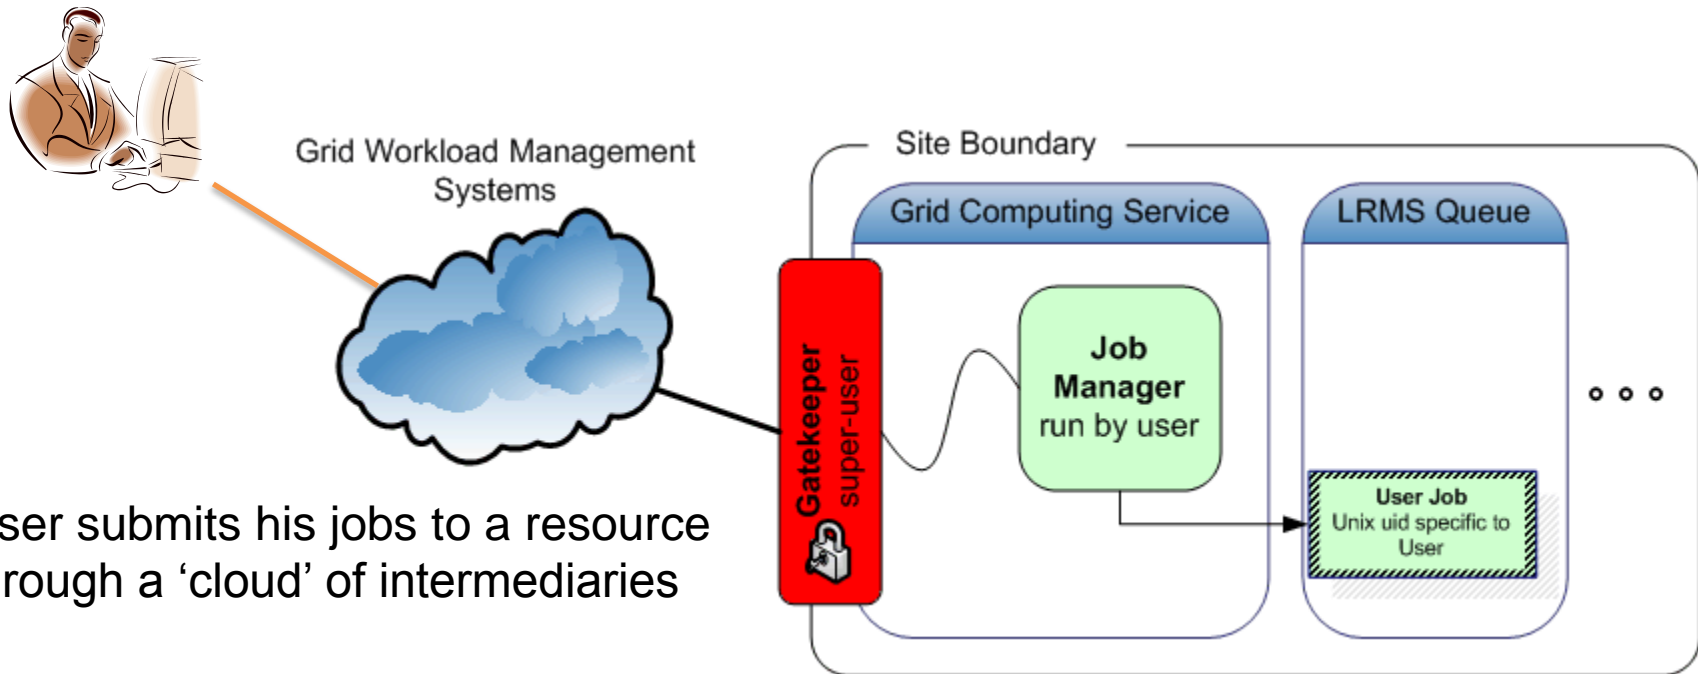 Grid Workload Management
Systems
Site Boundary
Grid Computing Service
LRMS Queue
Gatekeeper
super-user
Job
Manager
run by user
User Job
Unix uid specific to
User
ser submits his jobs to a resource
rough a ‘cloud’ of intermediaries